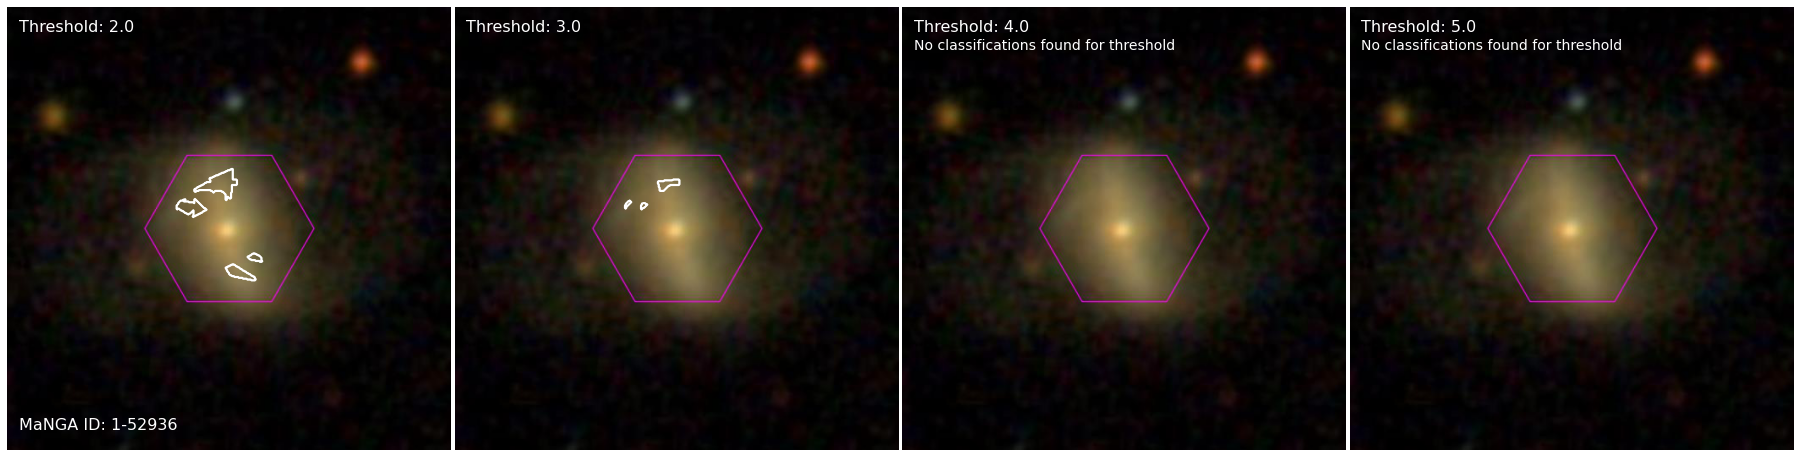 Threshold: 2.0
MaNGA ID: 1-52936
Threshold: 3.0
Threshold: 4.0
No classifications found for threshold
Threshold: 5.0
No classifications found for threshold